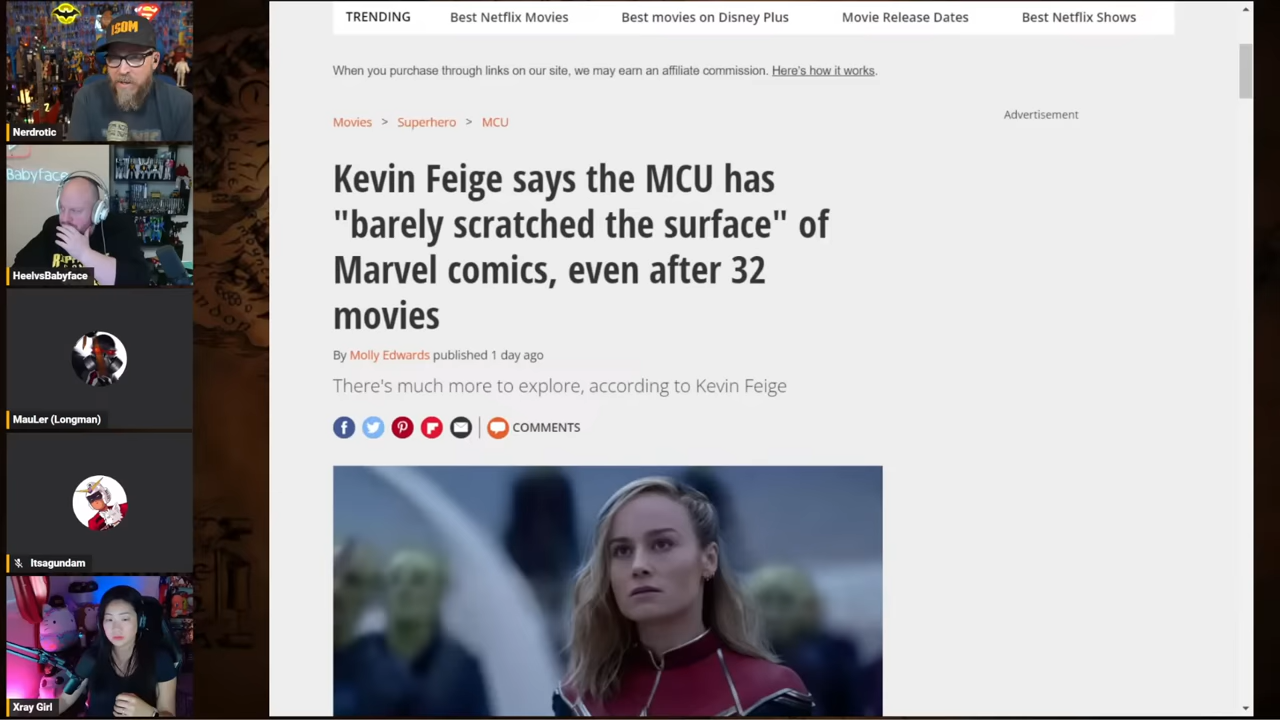 TRENDING
Best Netflix Movies
Best movies on Disney Plus
Movie Release Dates
Best Netflix Shows
When you purchase through links on our site, we may earn an affiliate commission. Here's how it works.
Advertisement
Movies > Superhero > MCU
Kevin Feige says the MCU has
"barely scratched the surface" of
Marvel comics, even after 32
movies
By Molly Edwards published 1 day ago
There's much more to explore, according to Kevin Feige
COMMENTS
ISOM
Nerdrotic
Babyface
HeelvsBabyface
MauLer (Longman)
Itsagundam
Xray Girl